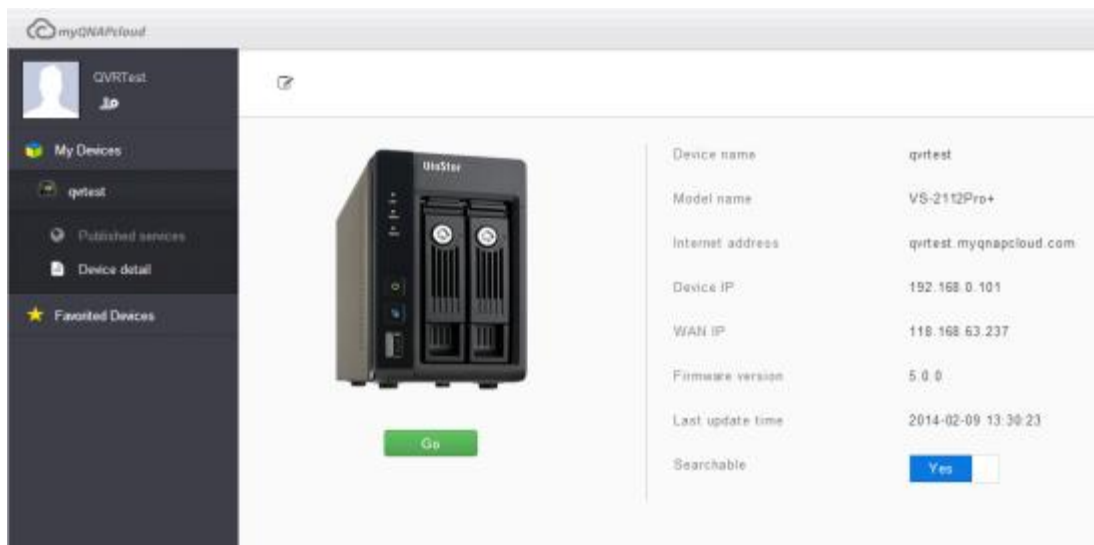 myQNAPcloud
QVRTest
My Devices
qvrtest
Published services
Device detail
Favorited Devices
VioStor
Go
Device name qvrtest
Model name VS-2112Pro+
Internet address qvrtest.myqnapcloud.com
Device IP 192.168.0.101
WAN IP 118.168.63.237
Firmware version 5.0.0
Last update time 2014-02-09 13:30:23
Searchable Yes